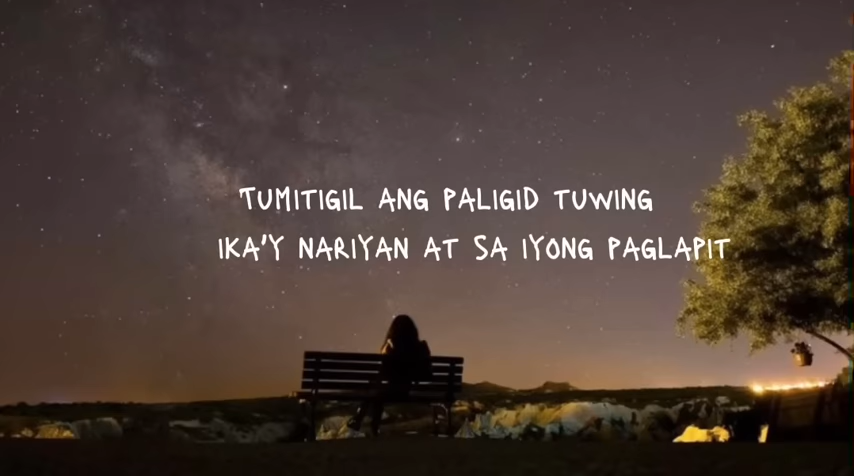 TUMITIGIL ANG PALIGID TUWING
IKA'Y NARIYAN AT SA IYONG PAGLAPIT